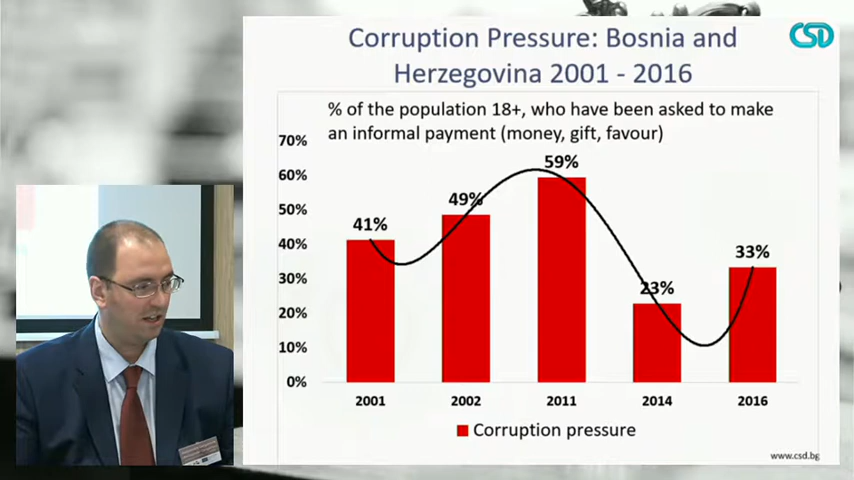 Corruption Pressure: Bosnia and
Herzegovina 2001 - 2016
CSD
% of the population 18+, who have been asked to make
an informal payment (money, gift, favour)
70%
60%
50%
40%
30%
20%
10%
0%
41%
49%
59%
23%
33%
2001
2002
2011
2014
2016
Corruption pressure
www.csd.bg